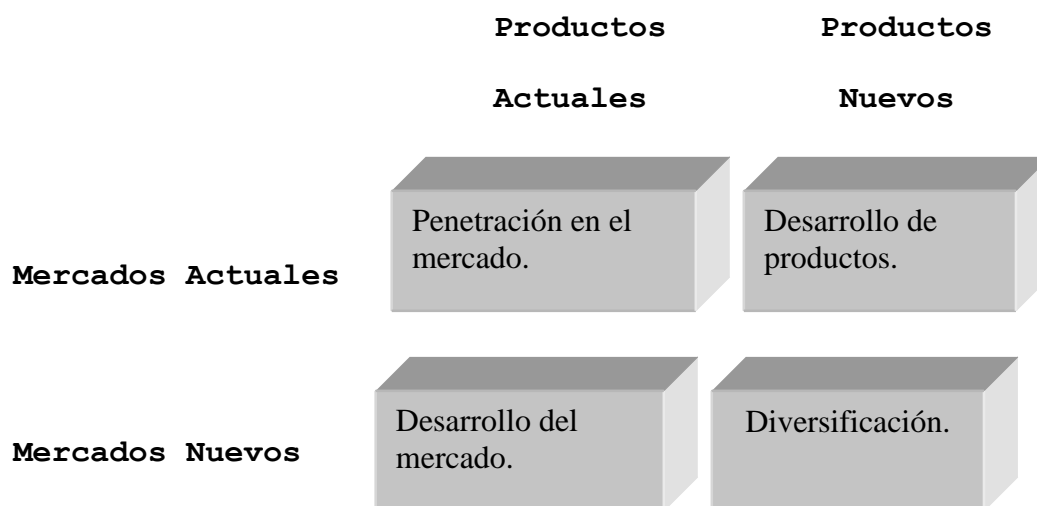 Productos Productos
Actuales Nuevos
Penetración en el
mercado.
Desarrollo de
productos.
Mercados Actuales
Desarrollo del
mercado.
Diversificación.
Mercados Nuevos